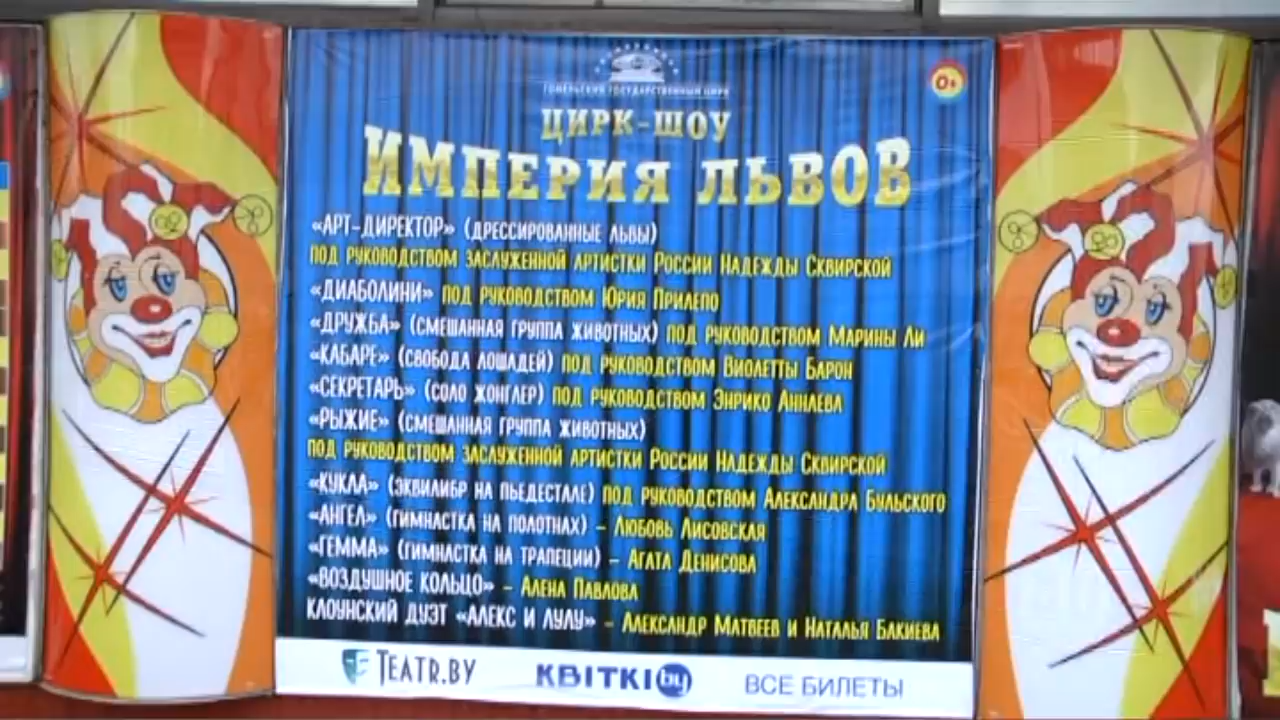 ГОМЕЛЬСКИЙ ГОСУДАРСТВЕННЫЙ ЦИРК
0+
ЦИРК-ШОУ
ИМПЕРИЯ ЛЬВОВ
«АРТ-ДИРЕКТОР» (ДРЕССИРОВАННЫЕ ЛЬВЫ)
ПОД РУКОВОДСТВОМ ЗАСЛУЖЕННОЙ АРТИСТКИ РОССИИ НАДЕЖДЫ СКВИРСКОЙ
«ДИАБОЛИНИ» ПОД РУКОВОДСТВОМ ЮРИЯ ПРИЛЕПО
«ДРУЖБА» (СМЕШАННАЯ ГРУППА ЖИВОТНЫХ) ПОД РУКОВОДСТВОМ МАРИНЫ ЛИ
«КАБАРЕ» (СВОБОДА ЛОШАДЕЙ) ПОД РУКОВОДСТВОМ ВИОЛЕТТЫ БАРОН
«СЕКРЕТАРЬ» (СОЛО ЖОНГЛЕР) ПОД РУКОВОДСТВОМ ЭНРИКО АННАЕВА
«РЫЖИЕ» (СМЕШАННАЯ ГРУППА ЖИВОТНЫХ)
ПОД РУКОВОДСТВОМ ЗАСЛУЖЕННОЙ АРТИСТКИ РОССИИ НАДЕЖДЫ СКВИРСКОЙ
«КУКЛА» (ЭКВИЛИБР НА ПЬЕДЕСТАЛЕ) ПОД РУКОВОДСТВОМ АЛЕКСАНДРА БУЛЬСКОГО
«АНГЕЛ» (ГИМНАСТКА НА ПОЛОТНАХ) – ЛЮБОВЬ ЛИСОВСКАЯ
«ГЕММА» (ГИМНАСТКА НА ТРАПЕЦИИ) – АГАТА ДЕНИСОВА
«ВОЗДУШНОЕ КОЛЬЦО» – АЛЕНА ПАВЛОВА
КЛОУНСКИЙ ДУЭТ «АЛЕКС И ЛУЛУ» – АЛЕКСАНДР МАТВЕЕВ И НАТАЛЬЯ БАКИЕВА
ТЕАТR.BY КВIТКI by ВСЕ БИЛЕТЫ